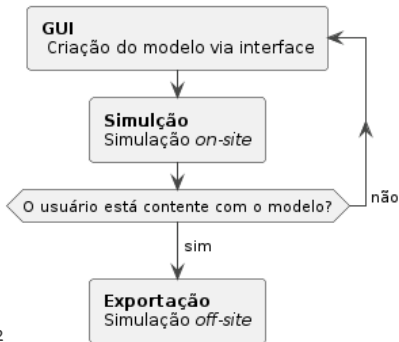 GUI
Criação do modelo via interface
Simulção
Simulação on-site
O usuário está contente com o modelo?
não
sim
Exportação
Simulação off-site
2